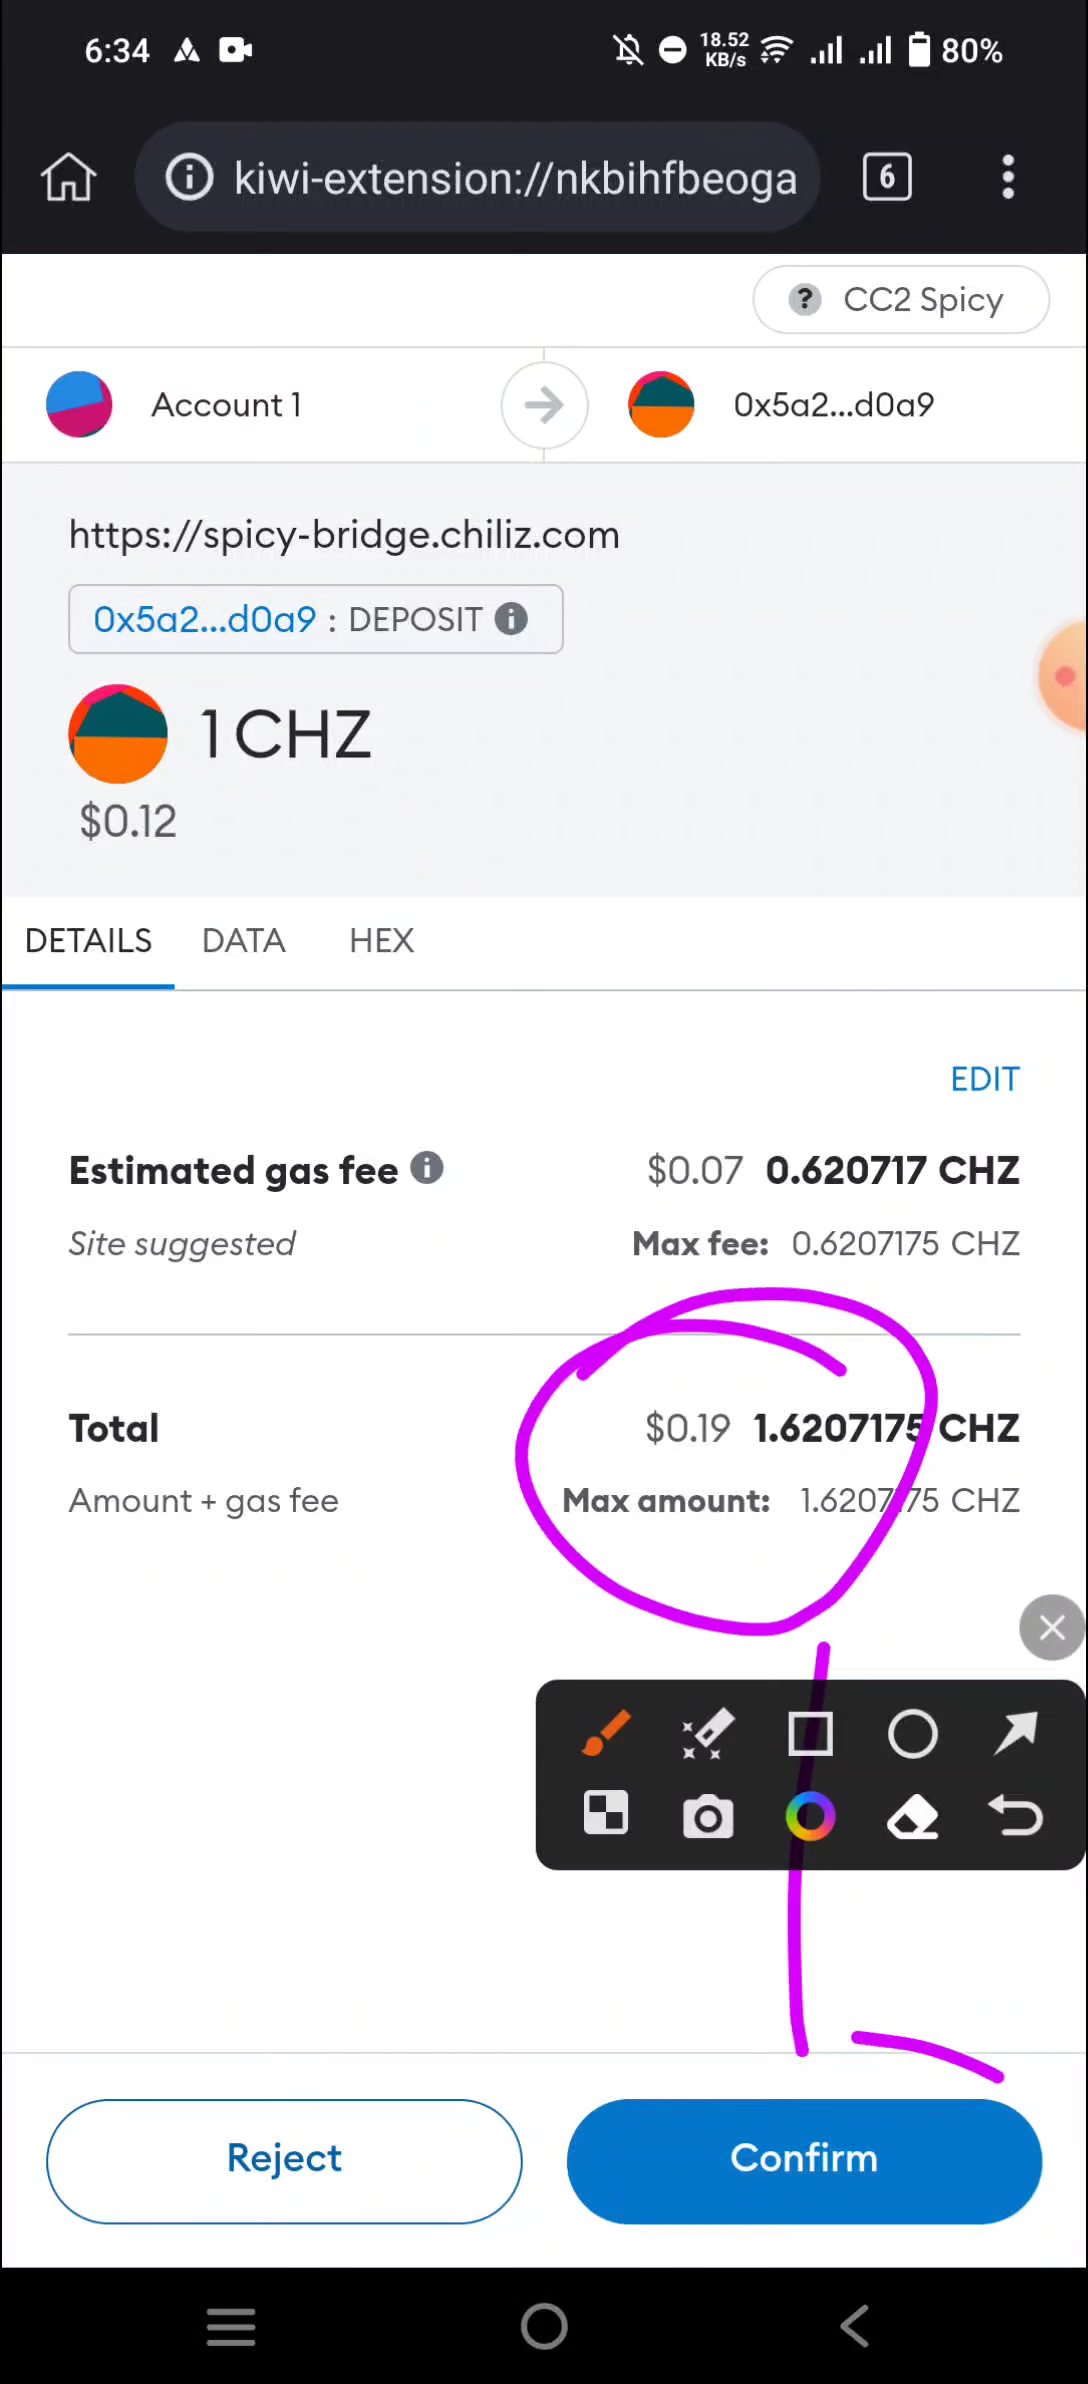 6:34 18.52 KB/s 80%
kiwi-extension://nkbihfbeoga 6
? CC2 Spicy
Account 1 0x5a2...d0a9
https://spicy-bridge.chiliz.com
0x5a2...d0a9 : DEPOSIT
1 CHZ
$0.12
DETAILS DATA HEX
EDIT
Estimated gas fee $0.07 0.620717 CHZ
Site suggested Max fee: 0.6207175 CHZ
Total $0.19 1.6207175 CHZ
Amount + gas fee Max amount: 1.6207175 CHZ
Reject Confirm